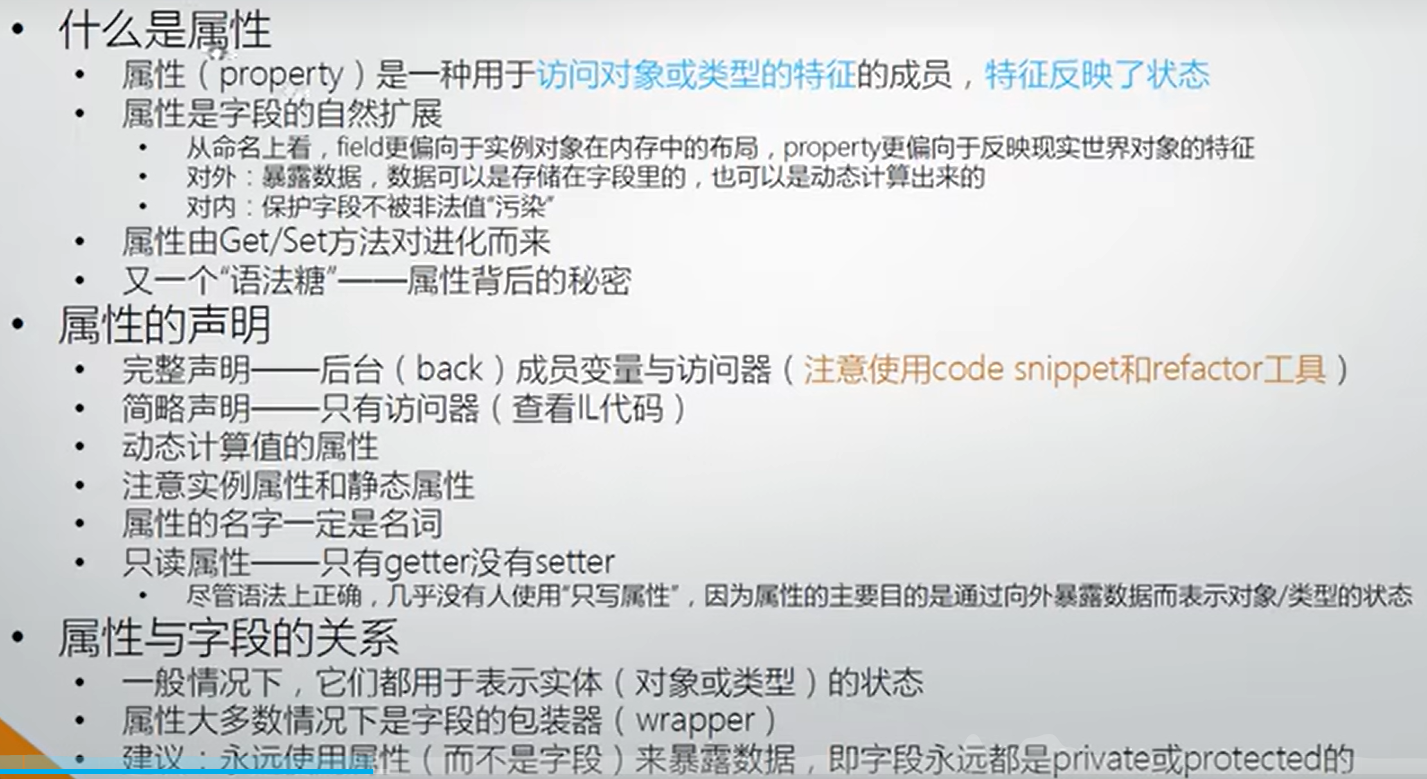 • 什么是属性
• 属性（property）是一种用于访问对象或类型的特征的成员，特征反映了状态
• 属性是字段的自然扩展
• 从命名上看，field更偏向于实例对象在内存中的布局，property更偏向于反映现实世界对象的特征
• 对外：暴露数据，数据可以是存储在字段里的，也可以是动态计算出来的
• 对内：保护字段不被非法值“污染”
• 属性由Get/Set方法对进化而来
• 又一个“语法糖”——属性背后的秘密
• 属性的声明
• 完整声明——后台（back）成员变量与访问器（注意使用code snippet和refactor工具）
• 简略声明——只有访问器（查看IL代码）
• 动态计算值的属性
• 注意实例属性和静态属性
• 属性的名字一定是名词
• 只读属性——只有getter没有setter
• 尽管语法上正确，几乎没有人使用“只写属性”，因为属性的主要目的是通过向外暴露数据而表示对象/类型的状态
• 属性与字段的关系
• 一般情况下，它们都用于表示实体（对象或类型）的状态
• 属性大多数情况下是字段的包装器（wrapper）
• 建议：永远使用属性（而不是字段）来暴露数据，即字段永远都是private或protected的